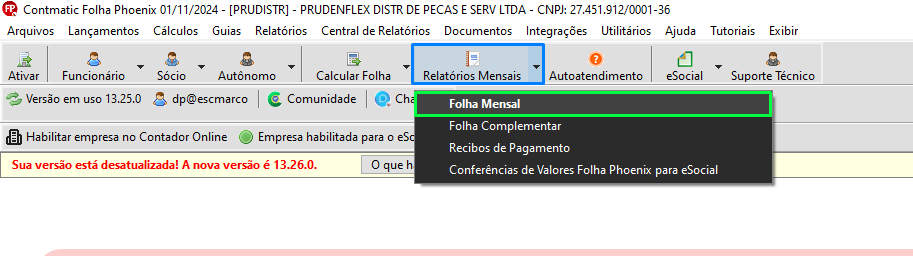 FP Contmatic Folha Phoenix 01/11/2024 - [PRUDISTR] - PRUDENFLEX DISTR DE PECAS E SERV LTDA - CNPJ: 27.451.912/0001-36
Arquivos Lançamentos Cálculos Guias Relatórios Central de Relatórios Documentos Integrações Utilitários Ajuda Tutoriais Exibir
Ativar Funcionário Sócio Autônomo Calcular Folha Relatórios Mensais Autoatendimento eSocial Suporte Técnico
Versão em uso 13.25.0 dp@escmarco Comunidade Cha
Folha Mensal
Folha Complementar
Recibos de Pagamento
Conferências de Valores Folha Phoenix para eSocial
Habilitar empresa no Contador Online Empresa habilitada para o eSo
Sua versão está desatualizada! A nova versão é 13.26.0. O que h